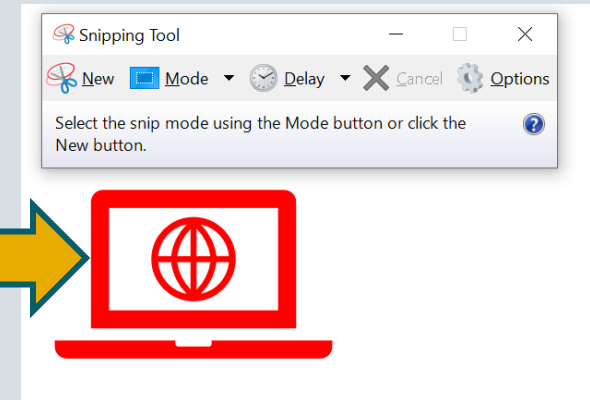 Snipping Tool
New Mode Delay Cancel Options
Select the snip mode using the Mode button or click the
New button.